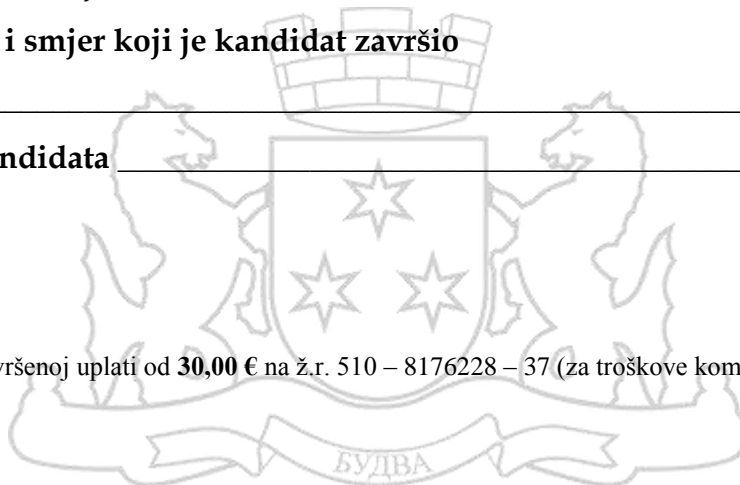 i smjer koji je kandidat završio
ndidata
vršenoj uplati od 30,00 € na ž.r. 510 – 8176228 – 37 (za troškove kom
БУДВА